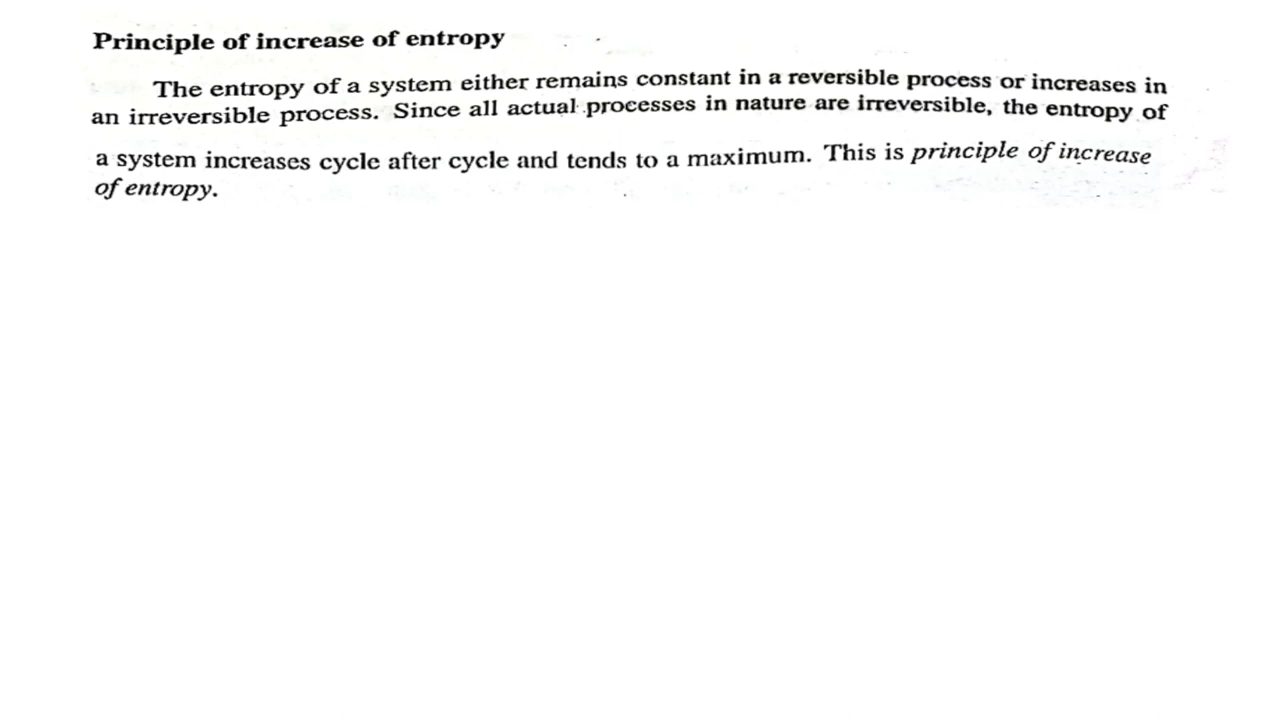 Principle of increase of entropy
The entropy of a system either remains constant in a reversible process or increases in
an irreversible process. Since all actual processes in nature are irreversible, the entropy of
a system increases cycle after cycle and tends to a maximum. This is principle of increase
of entropy.